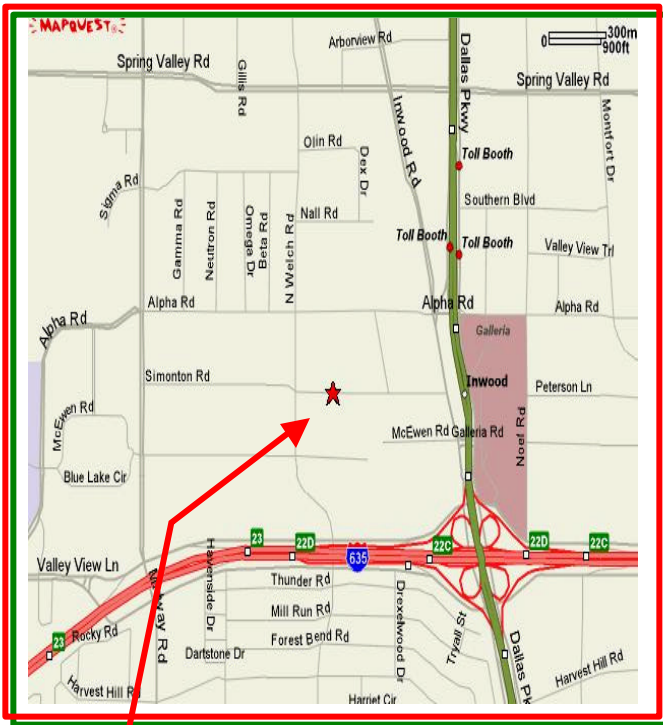 MAPQUEST
300m
0
900ft
Arborview Rd
Spring Valley Rd
Gillis Rd
Dallas Pkwy
Spring Valley Rd
Inwood Rd
Montfort Dr
Olin Rd
Dex Dr
Toll Booth
Sigma Rd
Southern Blvd
Gamma Rd
Neutron Rd
Omega Dr
Beta Rd
N Welch Rd
Nall Rd
Toll Booth
Toll Booth
Valley View Trl
Alpha Rd
Alpha Rd
Alpha Rd
Alpha Rd
Galleria
Simonton Rd
Inwood
Peterson Ln
McEwen Rd
McEwen Rd
Galleria Rd
Noel Rd
Blue Lake Cir
23
22D
22C
22D
22C
635
Valley View Ln
Havenside Dr
Thunder Rd
Drexelwood Dr
Mill Run Rd
Tryall St
23
Rocky Rd
Forest Bend Rd
Dartstone Dr
Dallas Pk
Harvest Hill Rd
Harvest Hill R
Harriet Cir